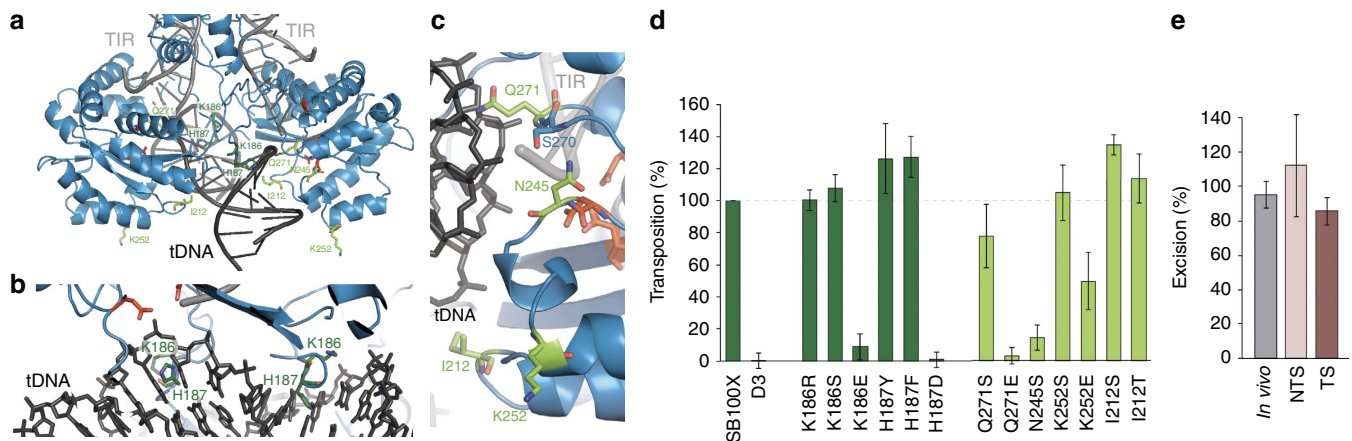 a
TIR
TIR
Q271
K186
H187
K186
Q271
H187
N245
I212
I212
K252
K252
tDNA
b
K186
K186
H187
H187
tDNA
c
TIR
Q271
S270
N245
tDNA
I212
K252
d
Transposition (%)
160
140
120
100
80
60
40
20
0
SB100X
D3
K186R
K186S
K186E
H187Y
H187F
H187D
Q271S
Q271E
N245S
K252S
K252E
I212S
I212T
e
Excision (%)
140
120
100
80
60
40
20
0
In vivo
NTS
TS